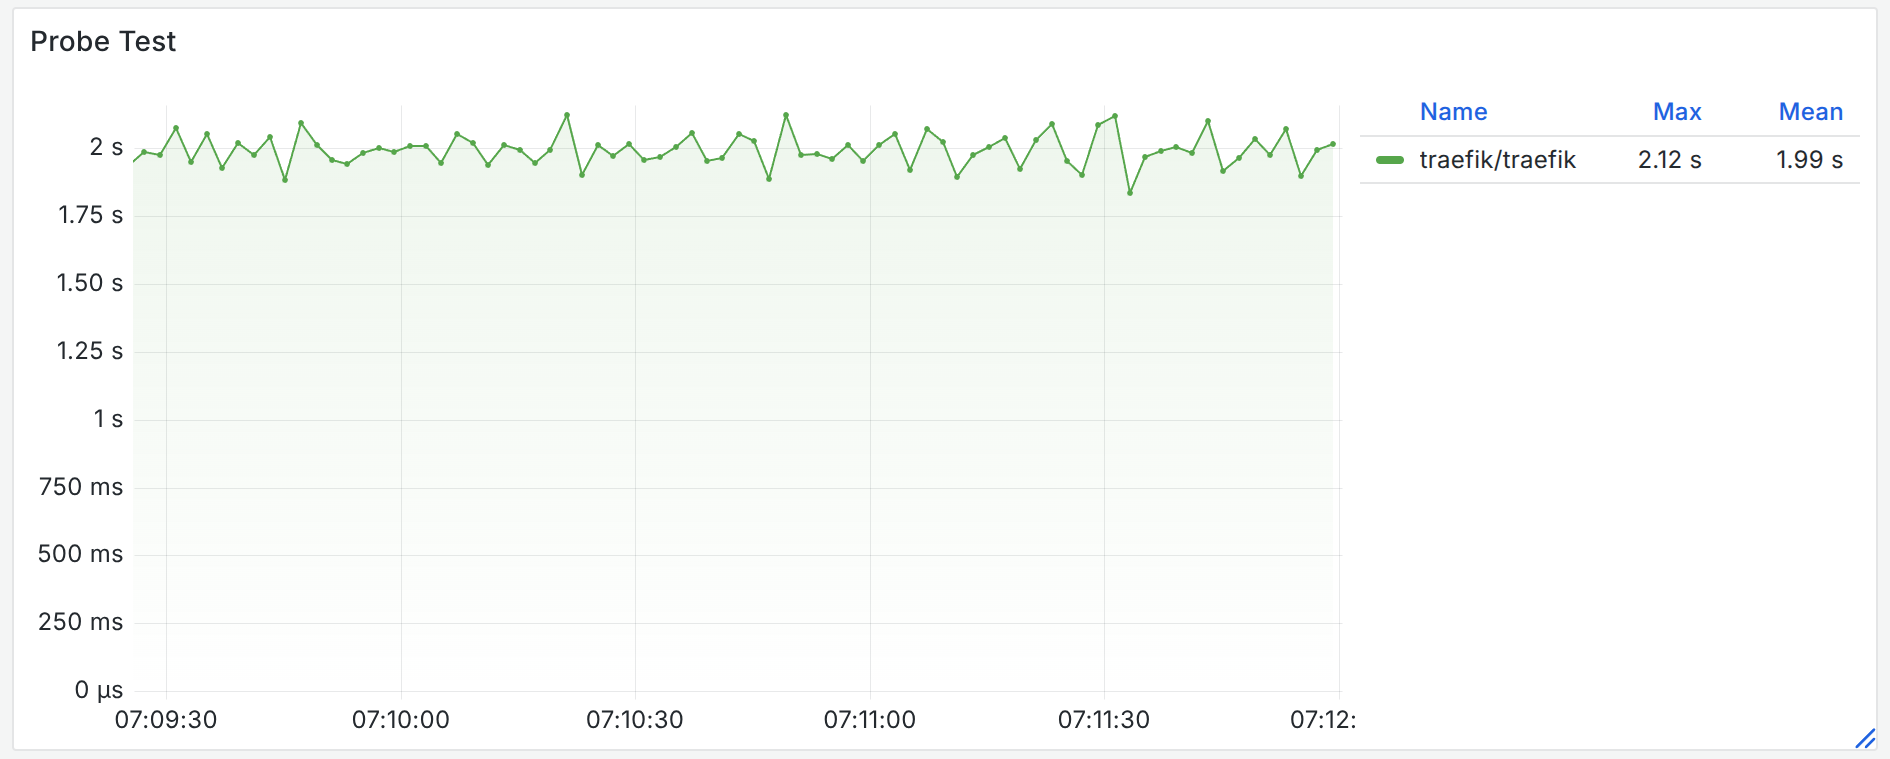 Probe Test
Name Max Mean
traefik/traefik 2.12 s 1.99 s
2 s
1.75 s
1.50 s
1.25 s
1 s
750 ms
500 ms
250 ms
0 µs
07:09:30 07:10:00 07:10:30 07:11:00 07:11:30 07:12: